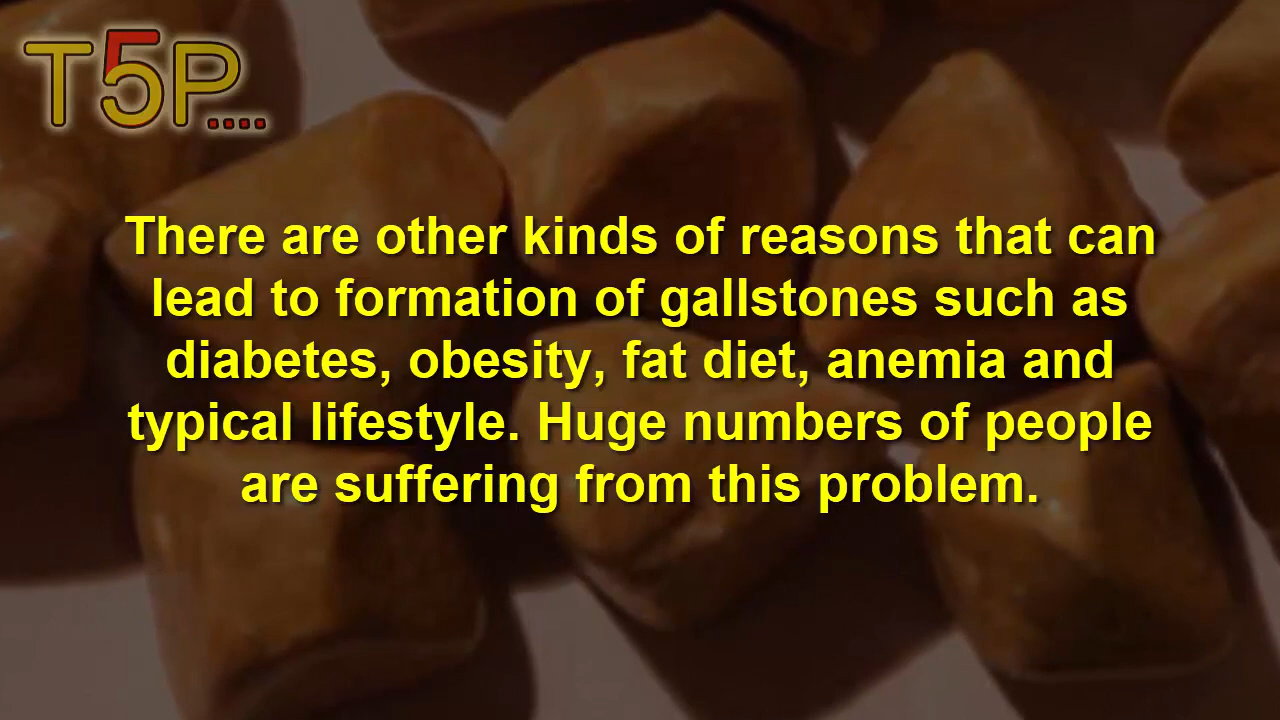 T5P....
There are other kinds of reasons that can
lead to formation of gallstones such as
diabetes, obesity, fat diet, anemia and
typical lifestyle. Huge numbers of people
are suffering from this problem.